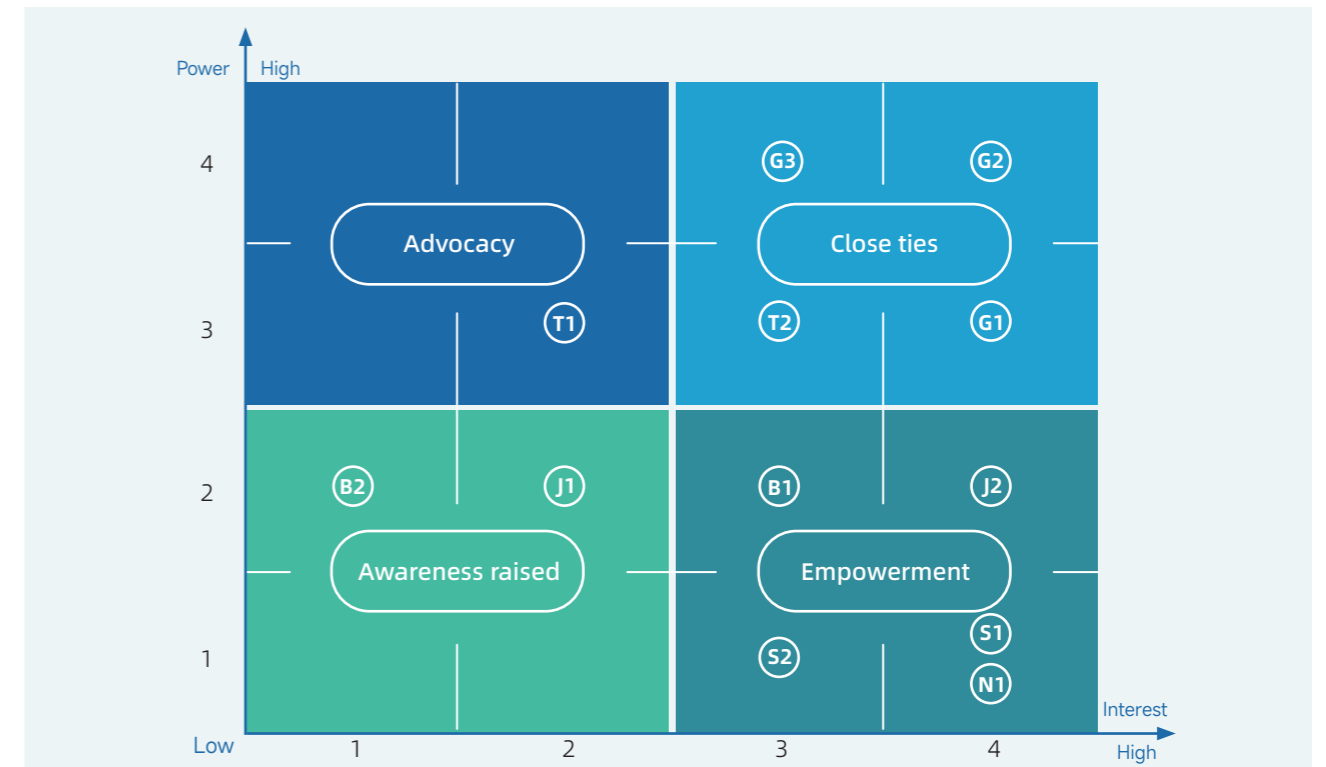 Power
High
4
G3
G2
Advocacy
Close ties
3
T1
T2
G1
2
B2
J1
B1
J2
Awareness raised
Empowerment
S1
1
S2
N1
Interest
Low
1
2
3
4
High